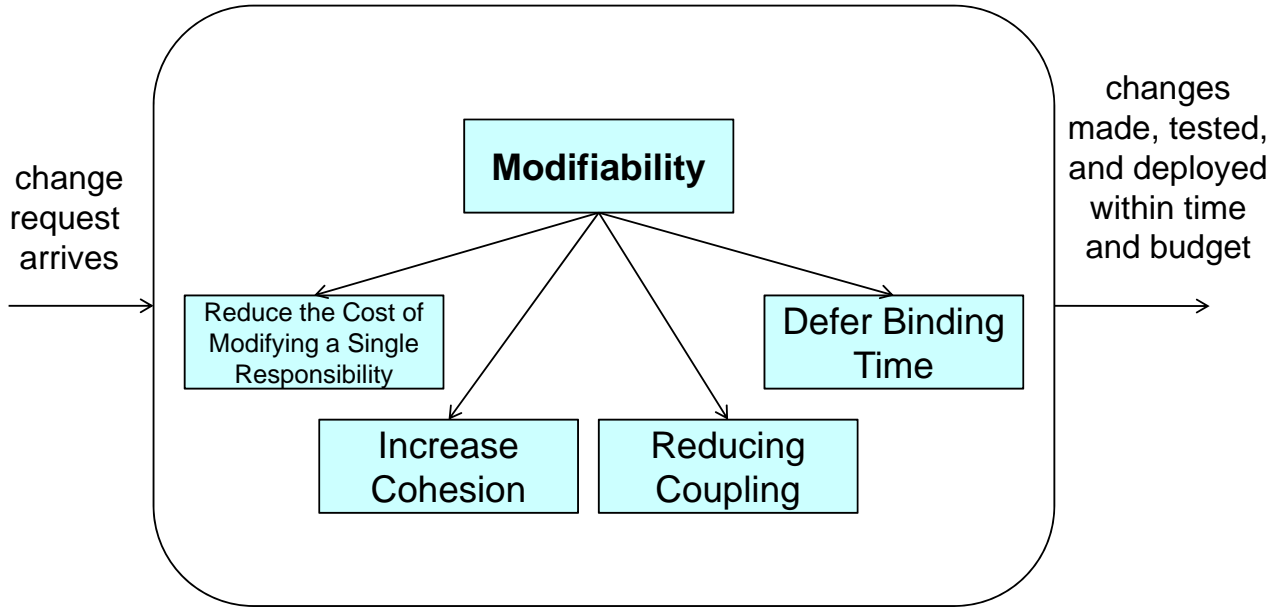 change
request
arrives
Modifiability
Reduce the Cost of
Modifying a Single
Responsibility
Increase
Cohesion
Reducing
Coupling
Defer Binding
Time
changes
made, tested,
and deployed
within time
and budget